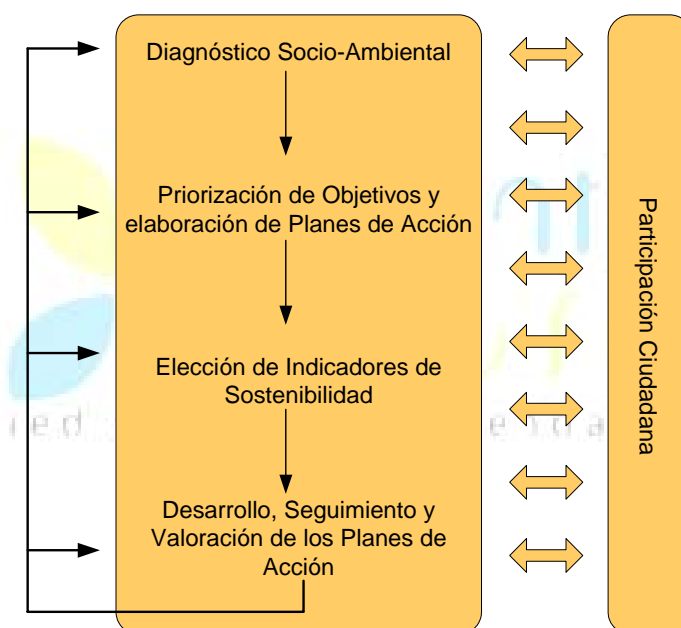 Diagnóstico Socio-Ambiental
Priorización de Objetivos y
elaboración de Planes de Acción
Elección de Indicadores de
Sostenibilidad
Desarrollo, Seguimiento y
Valoración de los Planes de
Acción
Participación Ciudadana